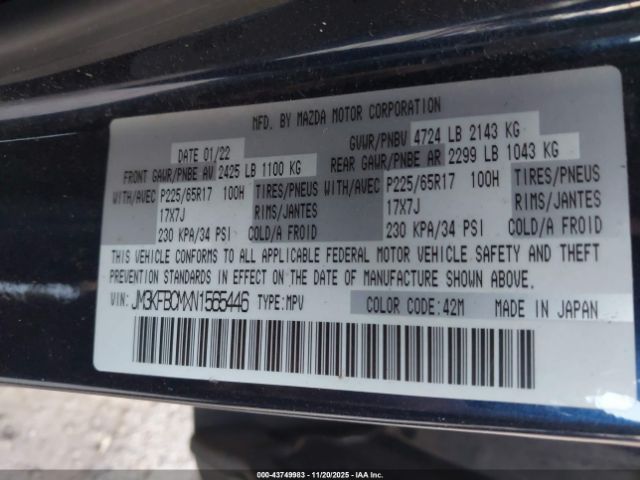 MFD. BY MAZDA MOTOR CORPORATION
DATE 01/22 GVWR/PNBV 4724 LB 2143 KG
FRONT GAWR/PNBE AV 2425 LB 1100 KG REAR GAWR/PNBE AR 2299 LB 1043 KG
WITH/AVEC P225/65R17 100H TIRES/PNEUS WITH/AVEC P225/65R17 100H TIRES/PNEUS
17X7J RIMS/JANTES 17X7J RIMS/JANTES
230 KPA/34 PSI COLD/A FROID 230 KPA/34 PSI COLD/A FROID
THIS VEHICLE CONFORMS TO ALL APPLICABLE FEDERAL MOTOR VEHICLE SAFETY AND THEFT
PREVENTION STANDARDS IN EFFECT ON THE DATE OF MANUFACTURE SHOWN ABOVE.
VIN: JM3KFBCMXN1565446 TYPE: MPV COLOR CODE: 42M MADE IN JAPAN
000-43749983 - 11/20/2025 - IAA Inc.